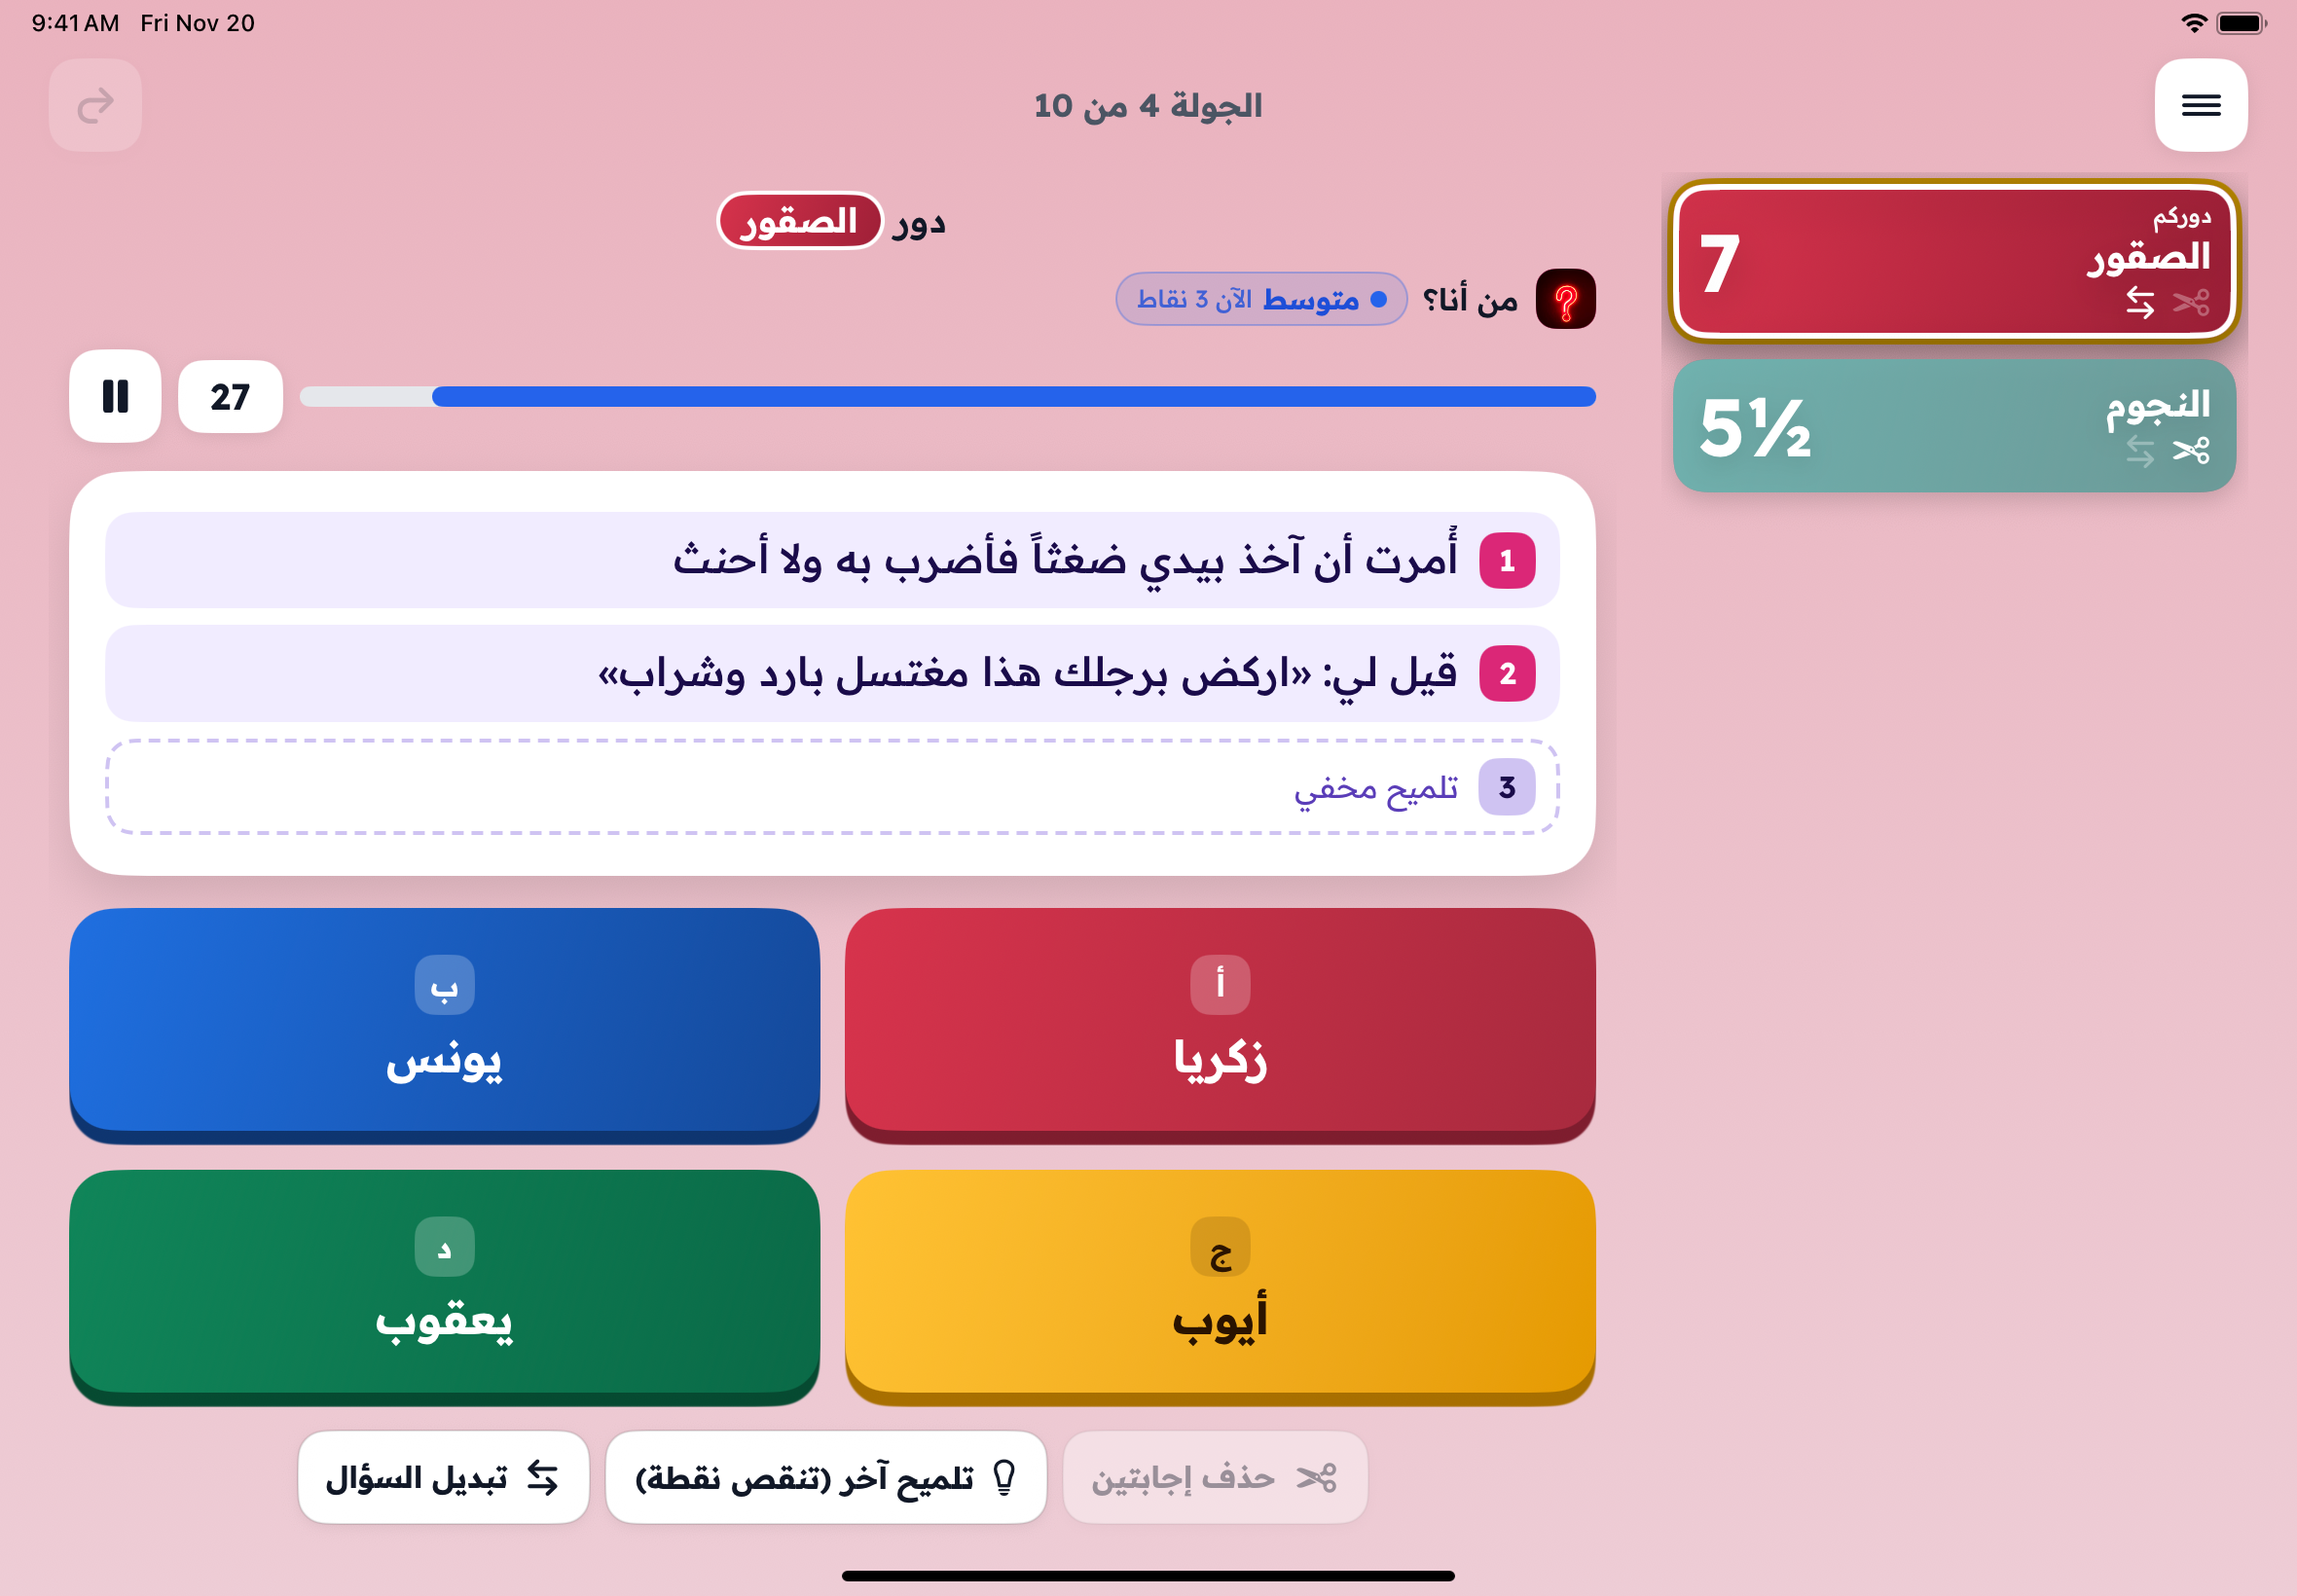 9:41 AM Fri Nov 20
الجولة 4 من 10
دوركم
الصقور
7
النجوم
5½
دور الصقور
من أنا؟ متوسط الآن 3 نقاط
27
1 أُمرت أن آخذ بيدي ضغثاً فأضرب به ولا أحنث
2 قيل لي: «اركض برجلك هذا مغتسل بارد وشراب»
3 تلميح مخفي
أ
زكريا
ب
يونس
ج
أيوب
د
يعقوب
حذف إجابتين
تلميح آخر (تنقص نقطة)
تبديل السؤال